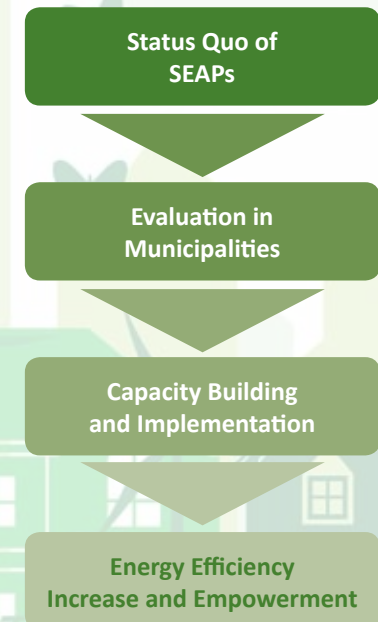 Status Quo of
SEAPs
Evaluation in
Municipalities
Capacity Building
and Implementation
Energy Efficiency
Increase and Empowerment